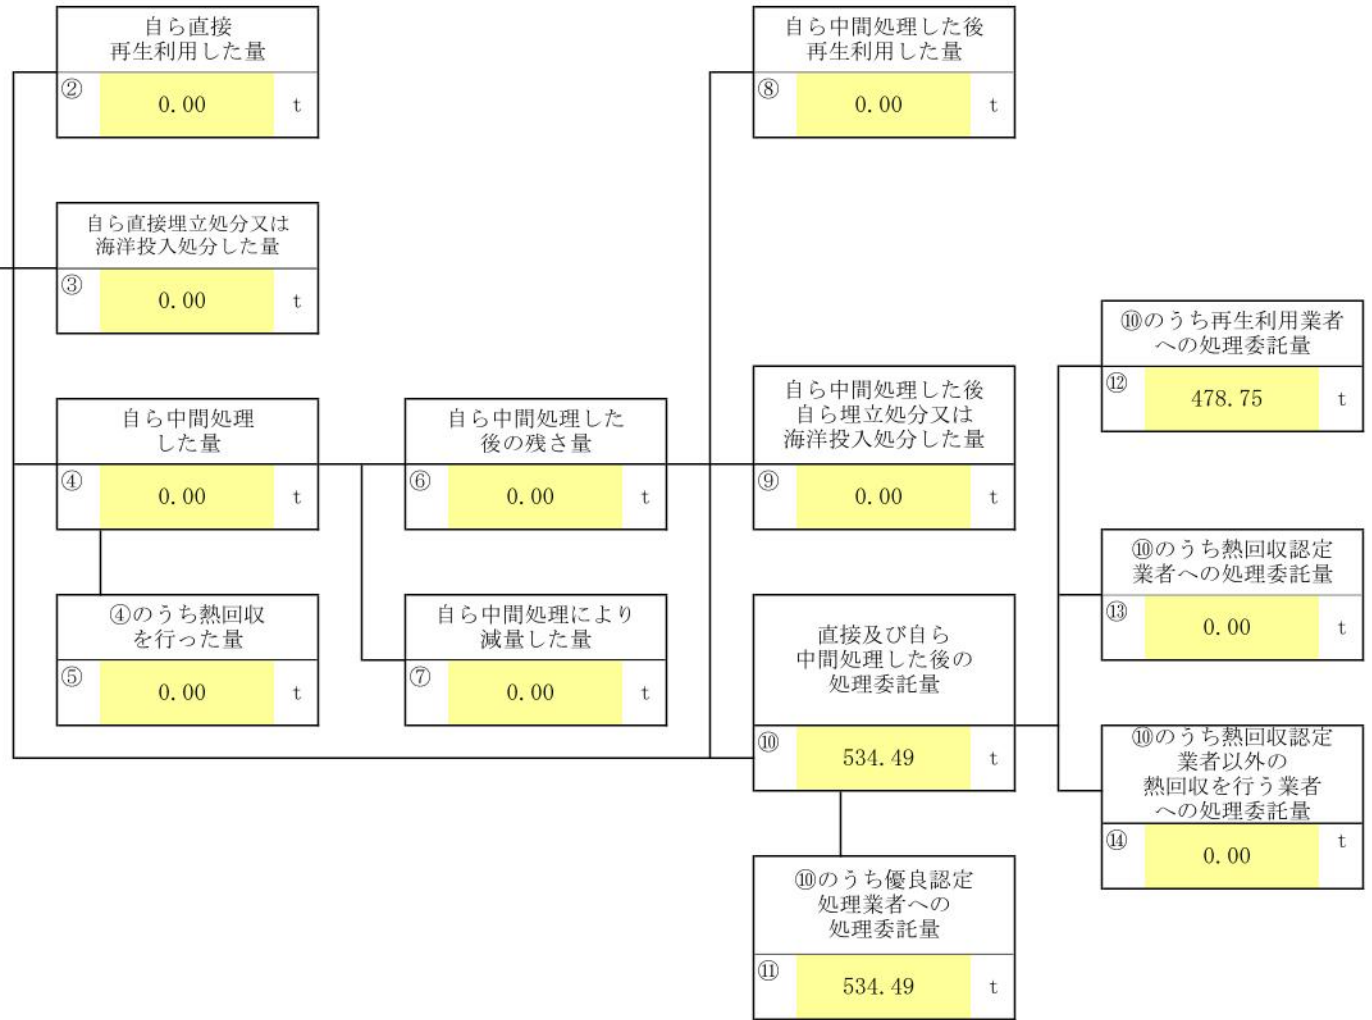 自ら直接
再生利用した量
② 0.00 t
自ら中間処理した後
再生利用した量
⑧ 0.00 t
自ら直接埋立処分又は
海洋投入処分した量
③ 0.00 t
⑩のうち再生利用業者
への処理委託量
⑫ 478.75 t
自ら中間処理
した量
④ 0.00 t
自ら中間処理した
後の残さ量
⑥ 0.00 t
自ら中間処理した後
自ら埋立処分又は
海洋投入処分した量
⑨ 0.00 t
⑩のうち熱回収認定
業者への処理委託量
⑬ 0.00 t
④のうち熱回収
を行った量
⑤ 0.00 t
自ら中間処理により
減量した量
⑦ 0.00 t
直接及び自ら
中間処理した後の
処理委託量
⑩ 534.49 t
⑩のうち熱回収認定
業者以外の
熱回収を行う業者
への処理委託量
⑭ 0.00 t
⑩のうち優良認定
処理業者への
処理委託量
⑪ 534.49 t